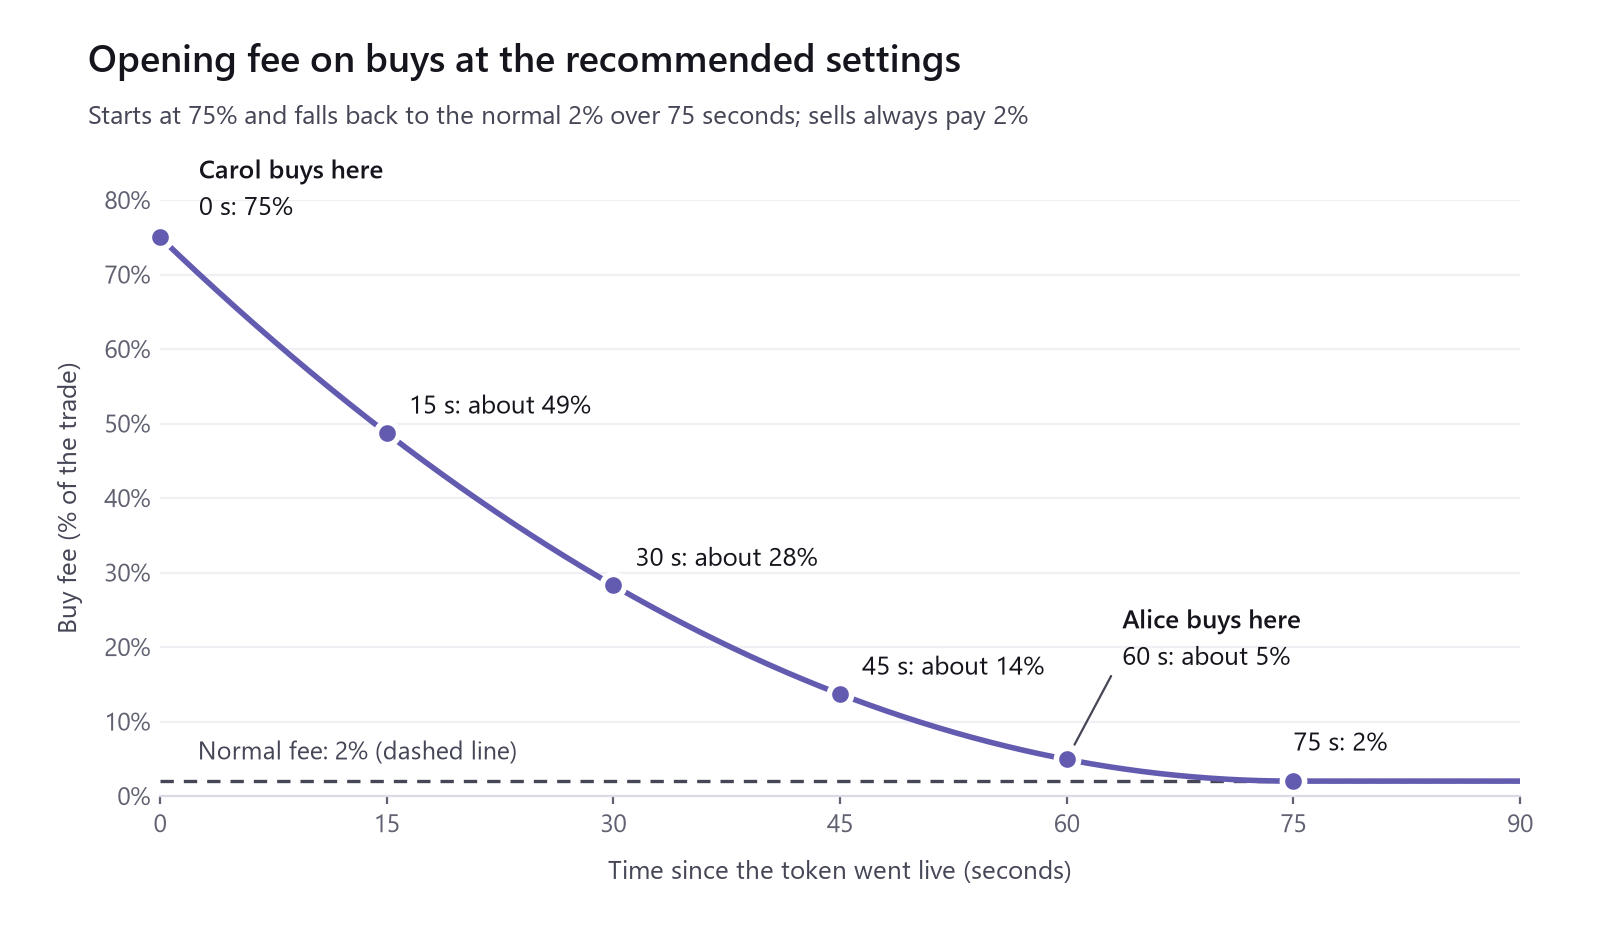 Opening fee on buys at the recommended settings
Starts at 75% and falls back to the normal 2% over 75 seconds; sells always pay 2%
Carol buys here
0 s: 75%
80%
70%
60%
50%
40%
30%
20%
10%
0%
Buy fee (% of the trade)
15 s: about 49%
30 s: about 28%
45 s: about 14%
Alice buys here
60 s: about 5%
75 s: 2%
Normal fee: 2% (dashed line)
0 15 30 45 60 75 90
Time since the token went live (seconds)